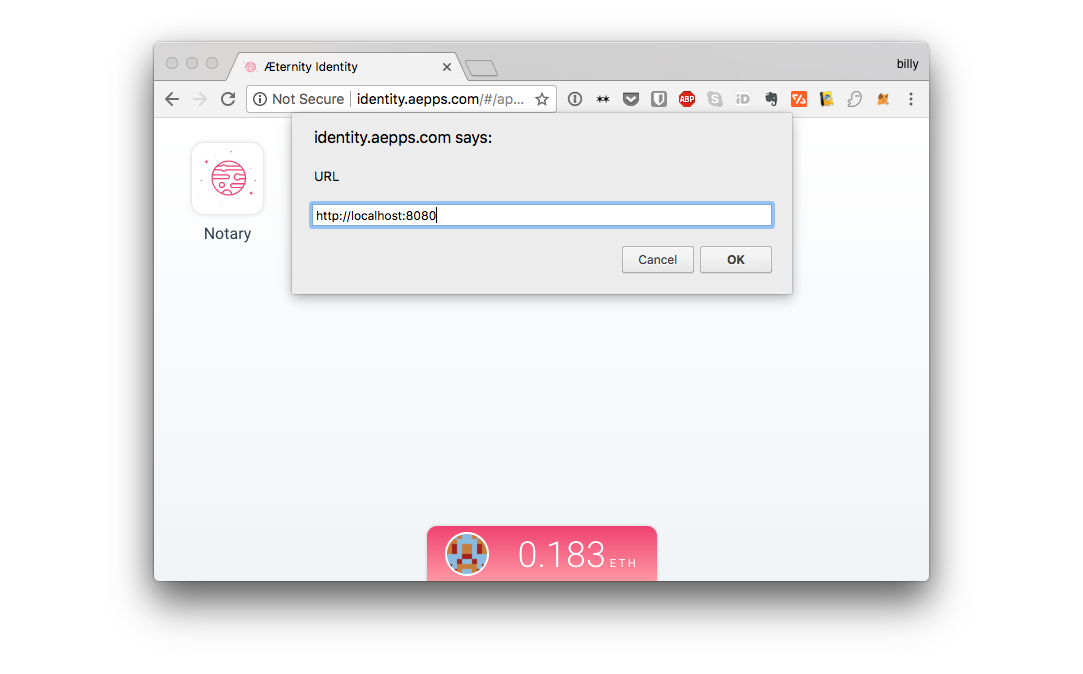 Æternity Identity
billy
Not Secure identity.aepps.com/#/ap...
ABP
iD
identity.aepps.com says:
URL
http://localhost:8080
Cancel OK
Notary
0.183 ETH